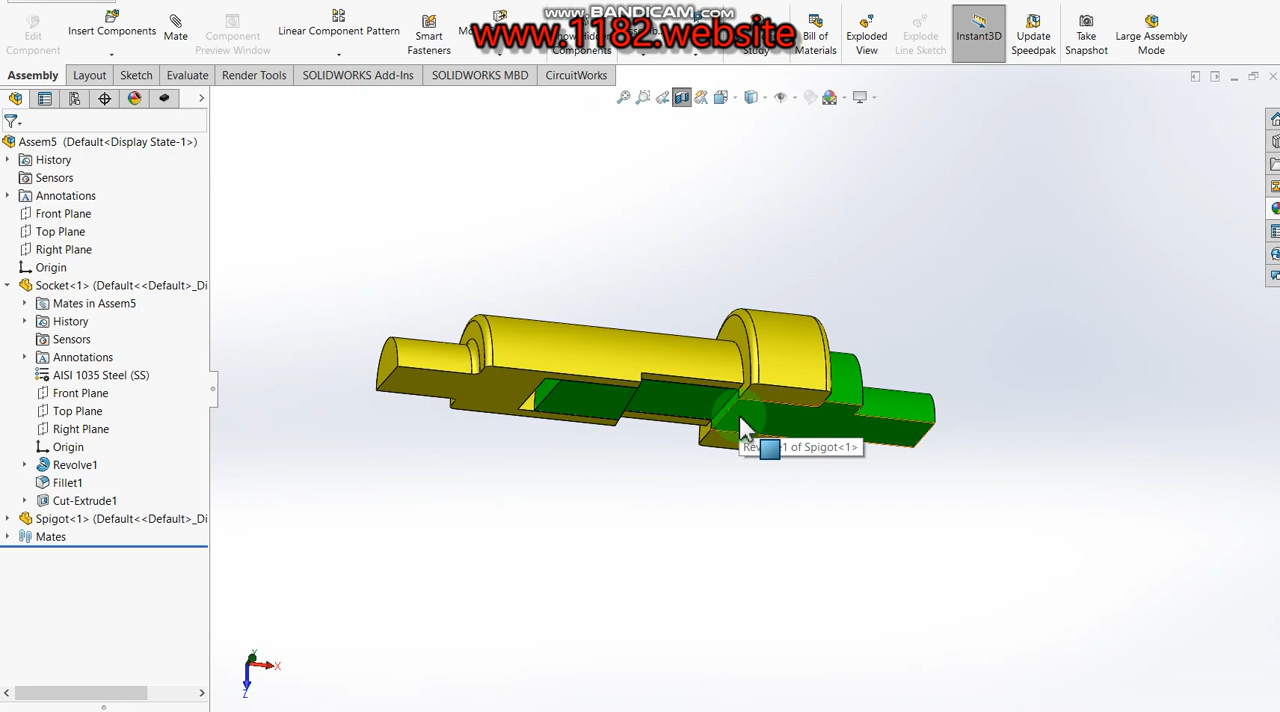 www.BANDICAM.com
www.1182.website
Edit Component
Insert Components
Mate
Component Preview Window
Linear Component Pattern
Smart Fasteners
Components
Study
Bill of Materials
Exploded View
Explode Line Sketch
Instant3D
Update Speedpak
Take Snapshot
Large Assembly Mode
Assembly
Layout
Sketch
Evaluate
Render Tools
SOLIDWORKS Add-Ins
SOLIDWORKS MBD
CircuitWorks
Assem5 (Default<Display State-1>)
History
Sensors
Annotations
Front Plane
Top Plane
Right Plane
Origin
Socket<1> (Default<<Default>_Di
Mates in Assem5
History
Sensors
Annotations
AISI 1035 Steel (SS)
Front Plane
Top Plane
Right Plane
Origin
Revolve1
Fillet1
Cut-Extrude1
Spigot<1> (Default<<Default>_Di
Mates
1 of Spigot<1>
Y
X
Z